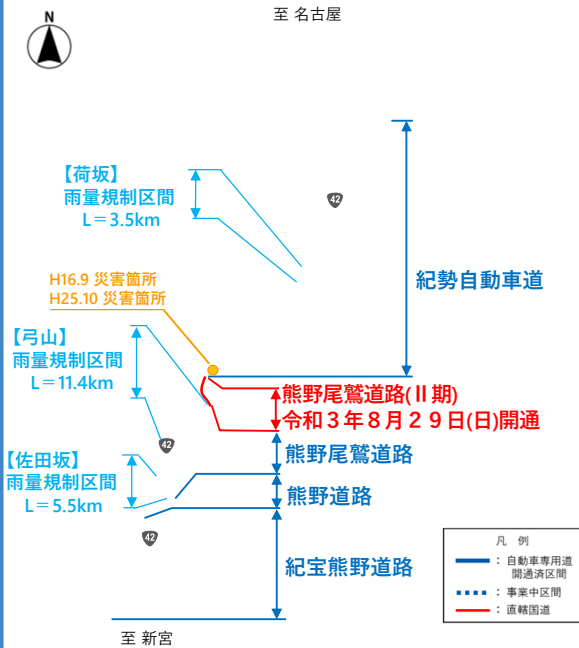 至 名古屋
N
【荷坂】
雨量規制区間
L＝3.5km
42
紀勢自動車道
H16.9 災害箇所
H25.10 災害箇所
【弓山】
雨量規制区間
L＝11.4km
熊野尾鷲道路(Ⅱ期)
令和３年８月２９日(日)開通
42
熊野尾鷲道路
【佐田坂】
雨量規制区間
L＝5.5km
熊野道路
42
紀宝熊野道路
凡 例
：自動車専用道
開通済区間
：事業中区間
：直轄国道
至 新宮